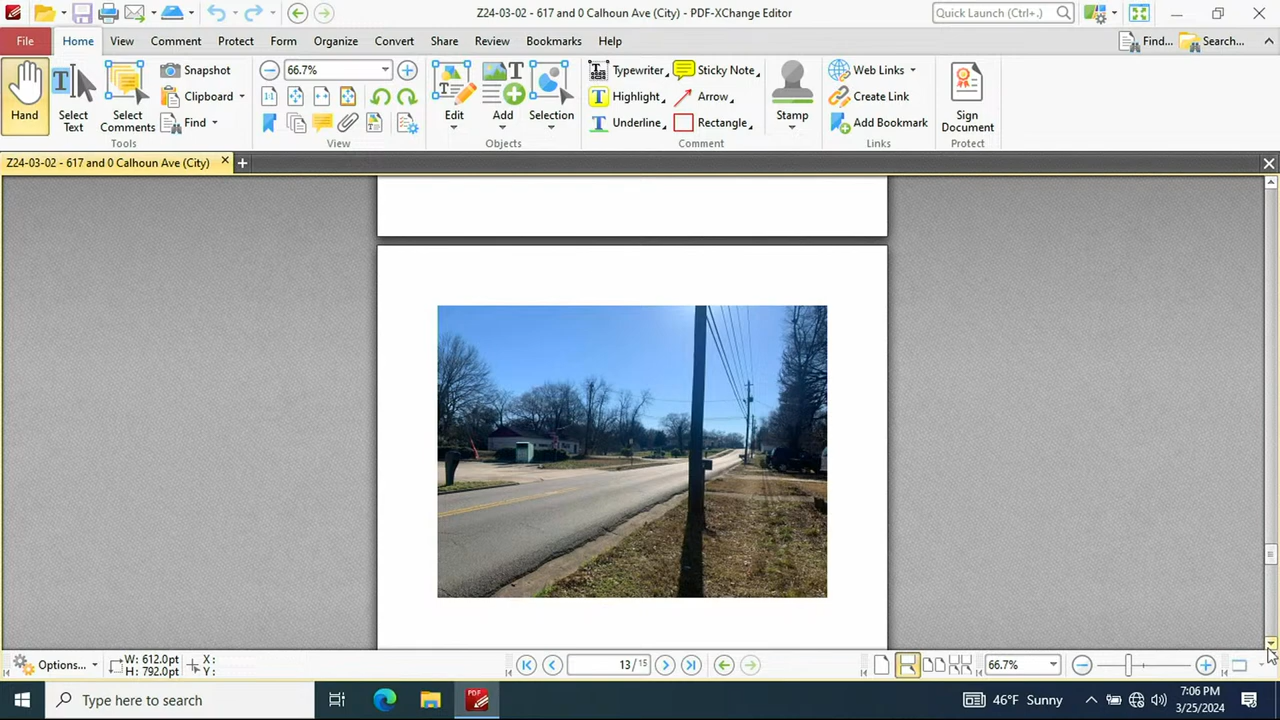 Z24-03-02 - 617 and 0 Calhoun Ave (City) - PDF-XChange Editor
Quick Launch (Ctrl+.)
File Home View Comment Protect Form Organize Convert Share Review Bookmarks Help Find... Search...
Hand
Select Text
Select Comments
Snapshot
Clipboard
Find
Tools
66.7%
View
Edit
Add
Selection
Objects
Typewriter Sticky Note
Highlight Arrow
Underline Rectangle
Stamp
Comment
Web Links
Create Link
Add Bookmark
Links
Sign Document
Protect
Z24-03-02 - 617 and 0 Calhoun Ave (City)
Options...
W: 612.0pt
H: 792.0pt
X:
Y:
13 / 15
66.7%
Type here to search
PDF
46°F Sunny
7:06 PM
3/25/2024